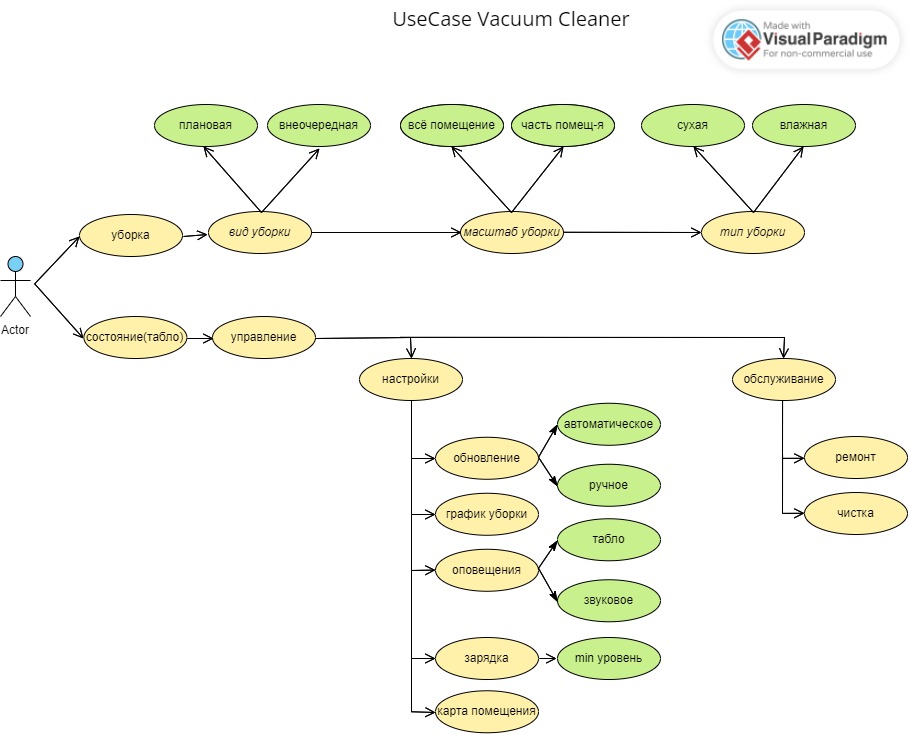 UseCase Vacuum Cleaner
Made with
VisualParadigm
For non-commercial use
плановая
внеочередная
всё помещение
часть помещ-я
сухая
влажная
уборка
вид уборки
масштаб уборки
тип уборки
Actor
состояние(табло)
управление
настройки
обслуживание
автоматическое
обновление
ремонт
ручное
график уборки
чистка
табло
оповещения
звуковое
зарядка
min уровень
карта помещения